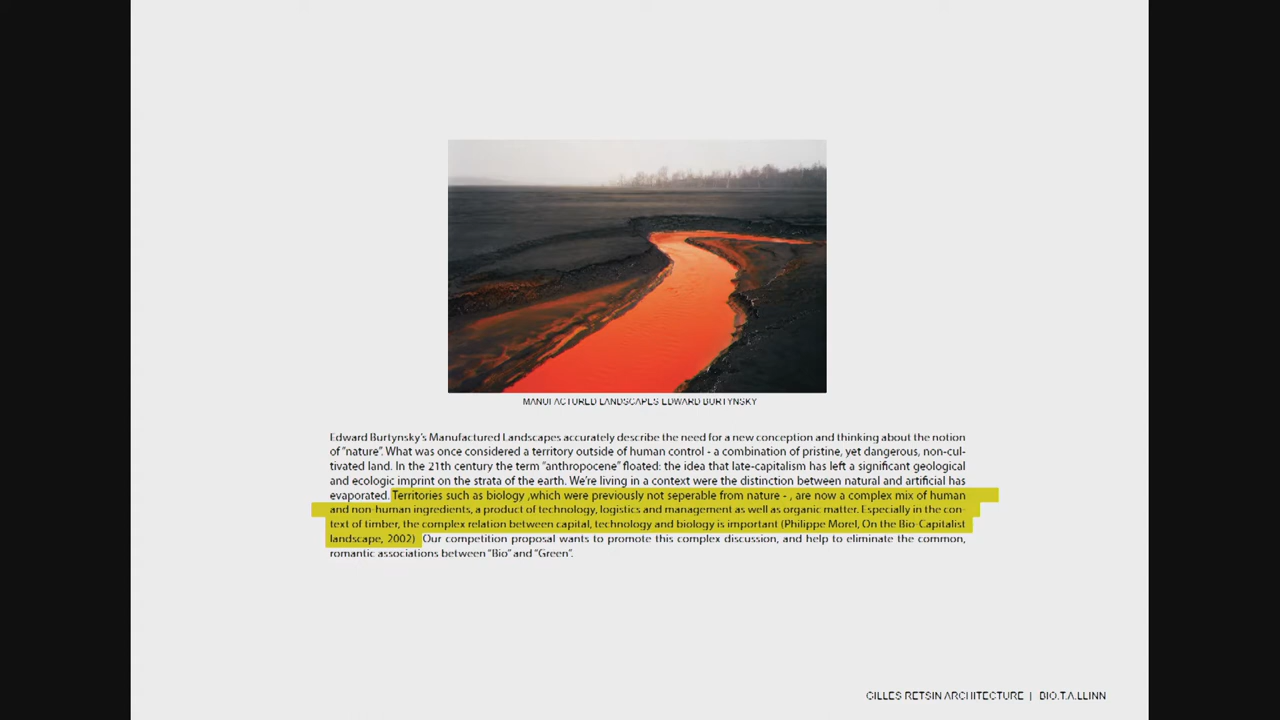 MANUFACTURED LANDSCAPES EDWARD BURTYNSKY
Edward Burtynsky's Manufactured Landscapes accurately describe the need for a new conception and thinking about the notion
of "nature". What was once considered a territory outside of human control - a combination of pristine, yet dangerous, non-cul-
tivated land. In the 21th century the term "anthropocene" floated: the idea that late-capitalism has left a significant geological
and ecologic imprint on the strata of the earth. We're living in a context were the distinction between natural and artificial has
evaporated. Territories such as biology ,which were previously not seperable from nature - , are now a complex mix of human
and non-human ingredients, a product of technology, logistics and management as well as organic matter. Especially in the con-
text of timber, the complex relation between capital, technology and biology is important (Philippe Morel, On the Bio-Capitalist
landscape, 2002) Our competition proposal wants to promote this complex discussion, and help to eliminate the common,
romantic associations between "Bio" and "Green".
GILLES RETSIN ARCHITECTURE | BIO.T.A.LLINN